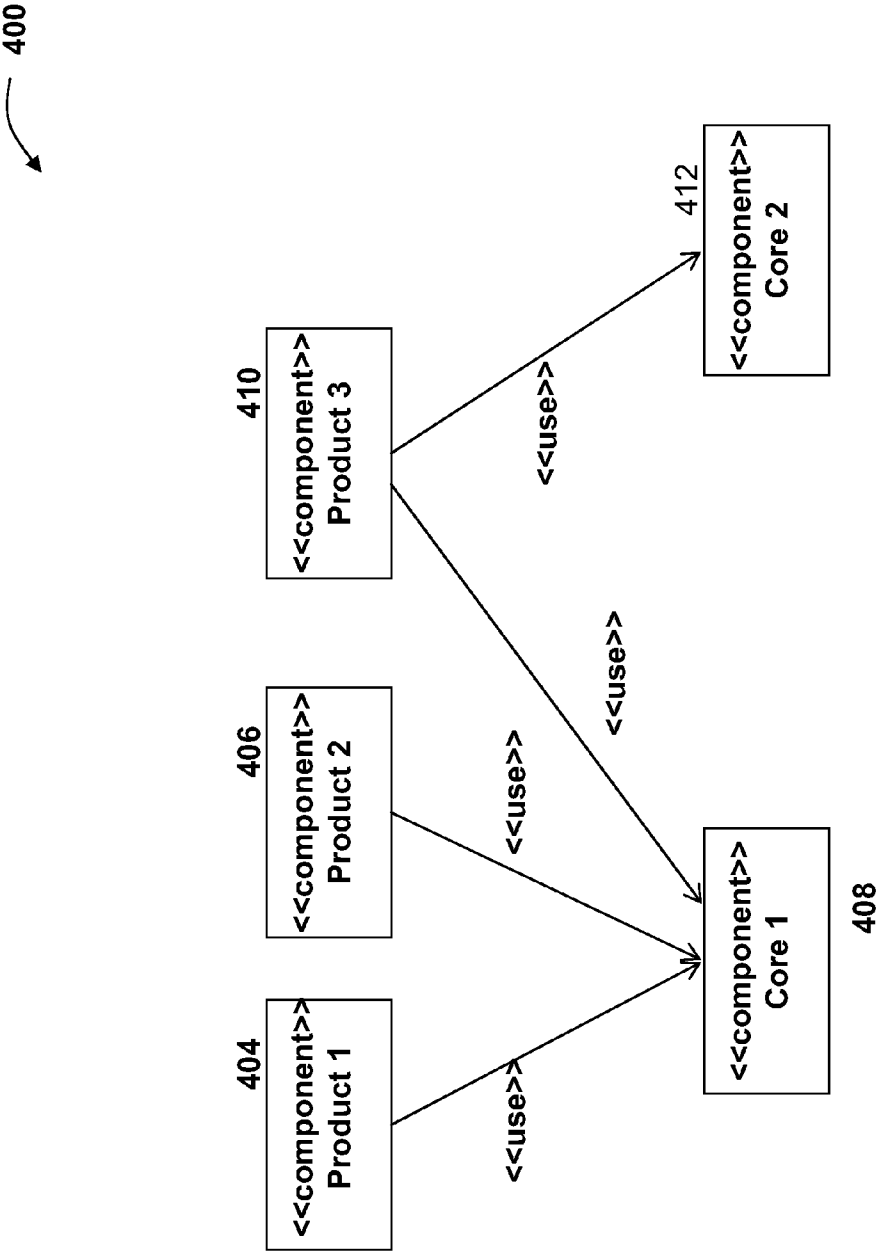 400
404
<<component>>
Product 1
406
<<component>>
Product 2
410
<<component>>
Product 3
<<use>>
<<use>>
<<use>>
<<use>>
408
<<component>>
Core 1
412
<<component>>
Core 2